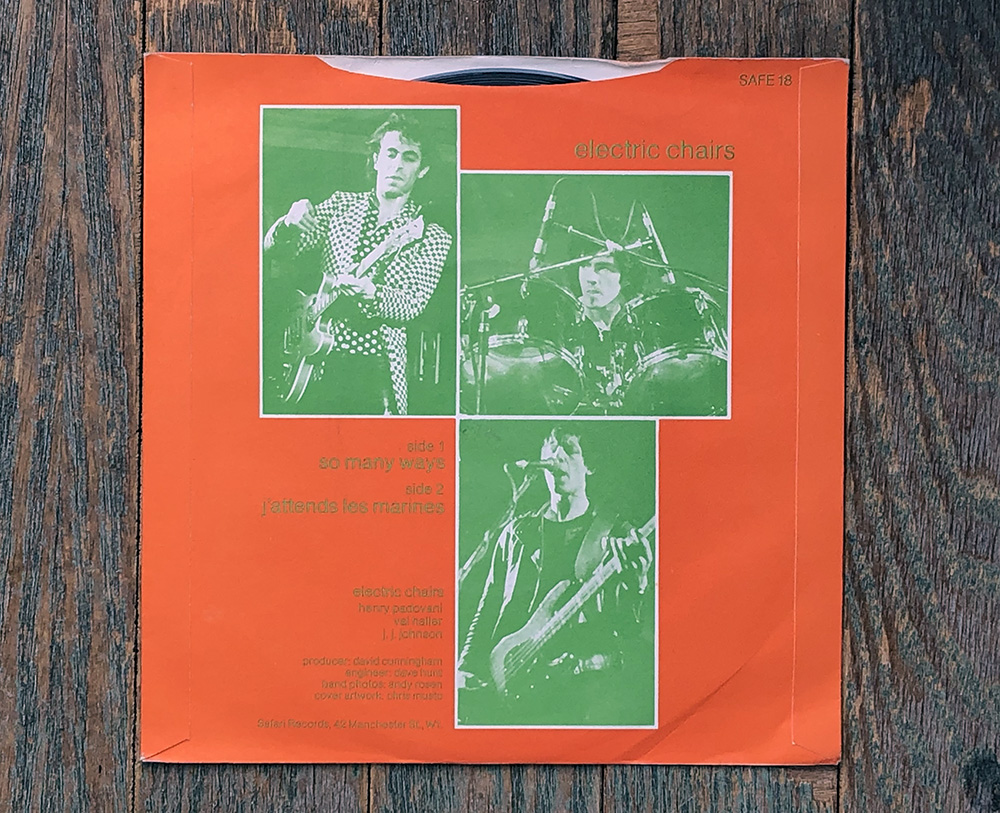 SAFE 18
electric chairs
side 1
so many ways
side 2
j'attends les marines
electric chairs
henry padovani
val haller
j. j. johnson
producer: david cunningham
engineer: dave hunt
band photos: andy rosen
cover artwork: chris musto
Safari Records, 42 Manchester St., W1.